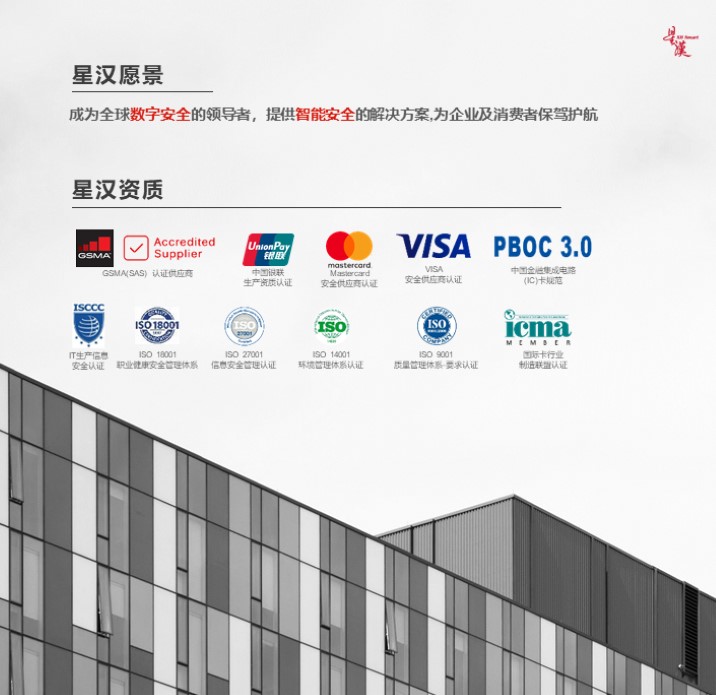 星漢
XH Smart
星汉愿景
成为全球数字安全的领导者，提供智能安全的解决方案,为企业及消费者保驾护航
星汉资质
GSMA
Accredited
Supplier
GSMA(SAS) 认证供应商
UnionPay
银联
中国银联
生产资质认证
mastercard
Mastercard
安全供应商认证
VISA
VISA
安全供应商认证
PBOC 3.0
中国金融集成电路
(IC)卡规范
ISCCC
IT生产信息
安全认证
ISO 18001
ISO 18001
职业健康安全管理体系
ISO
ISO 27001
信息安全管理认证
ISO
ISO 14001
环境管理体系认证
CERTIFIED
ISO
COMPANY
ISO 9001
质量管理体系-要求认证
icma
MEMBER
国际卡行业
制造联盟认证